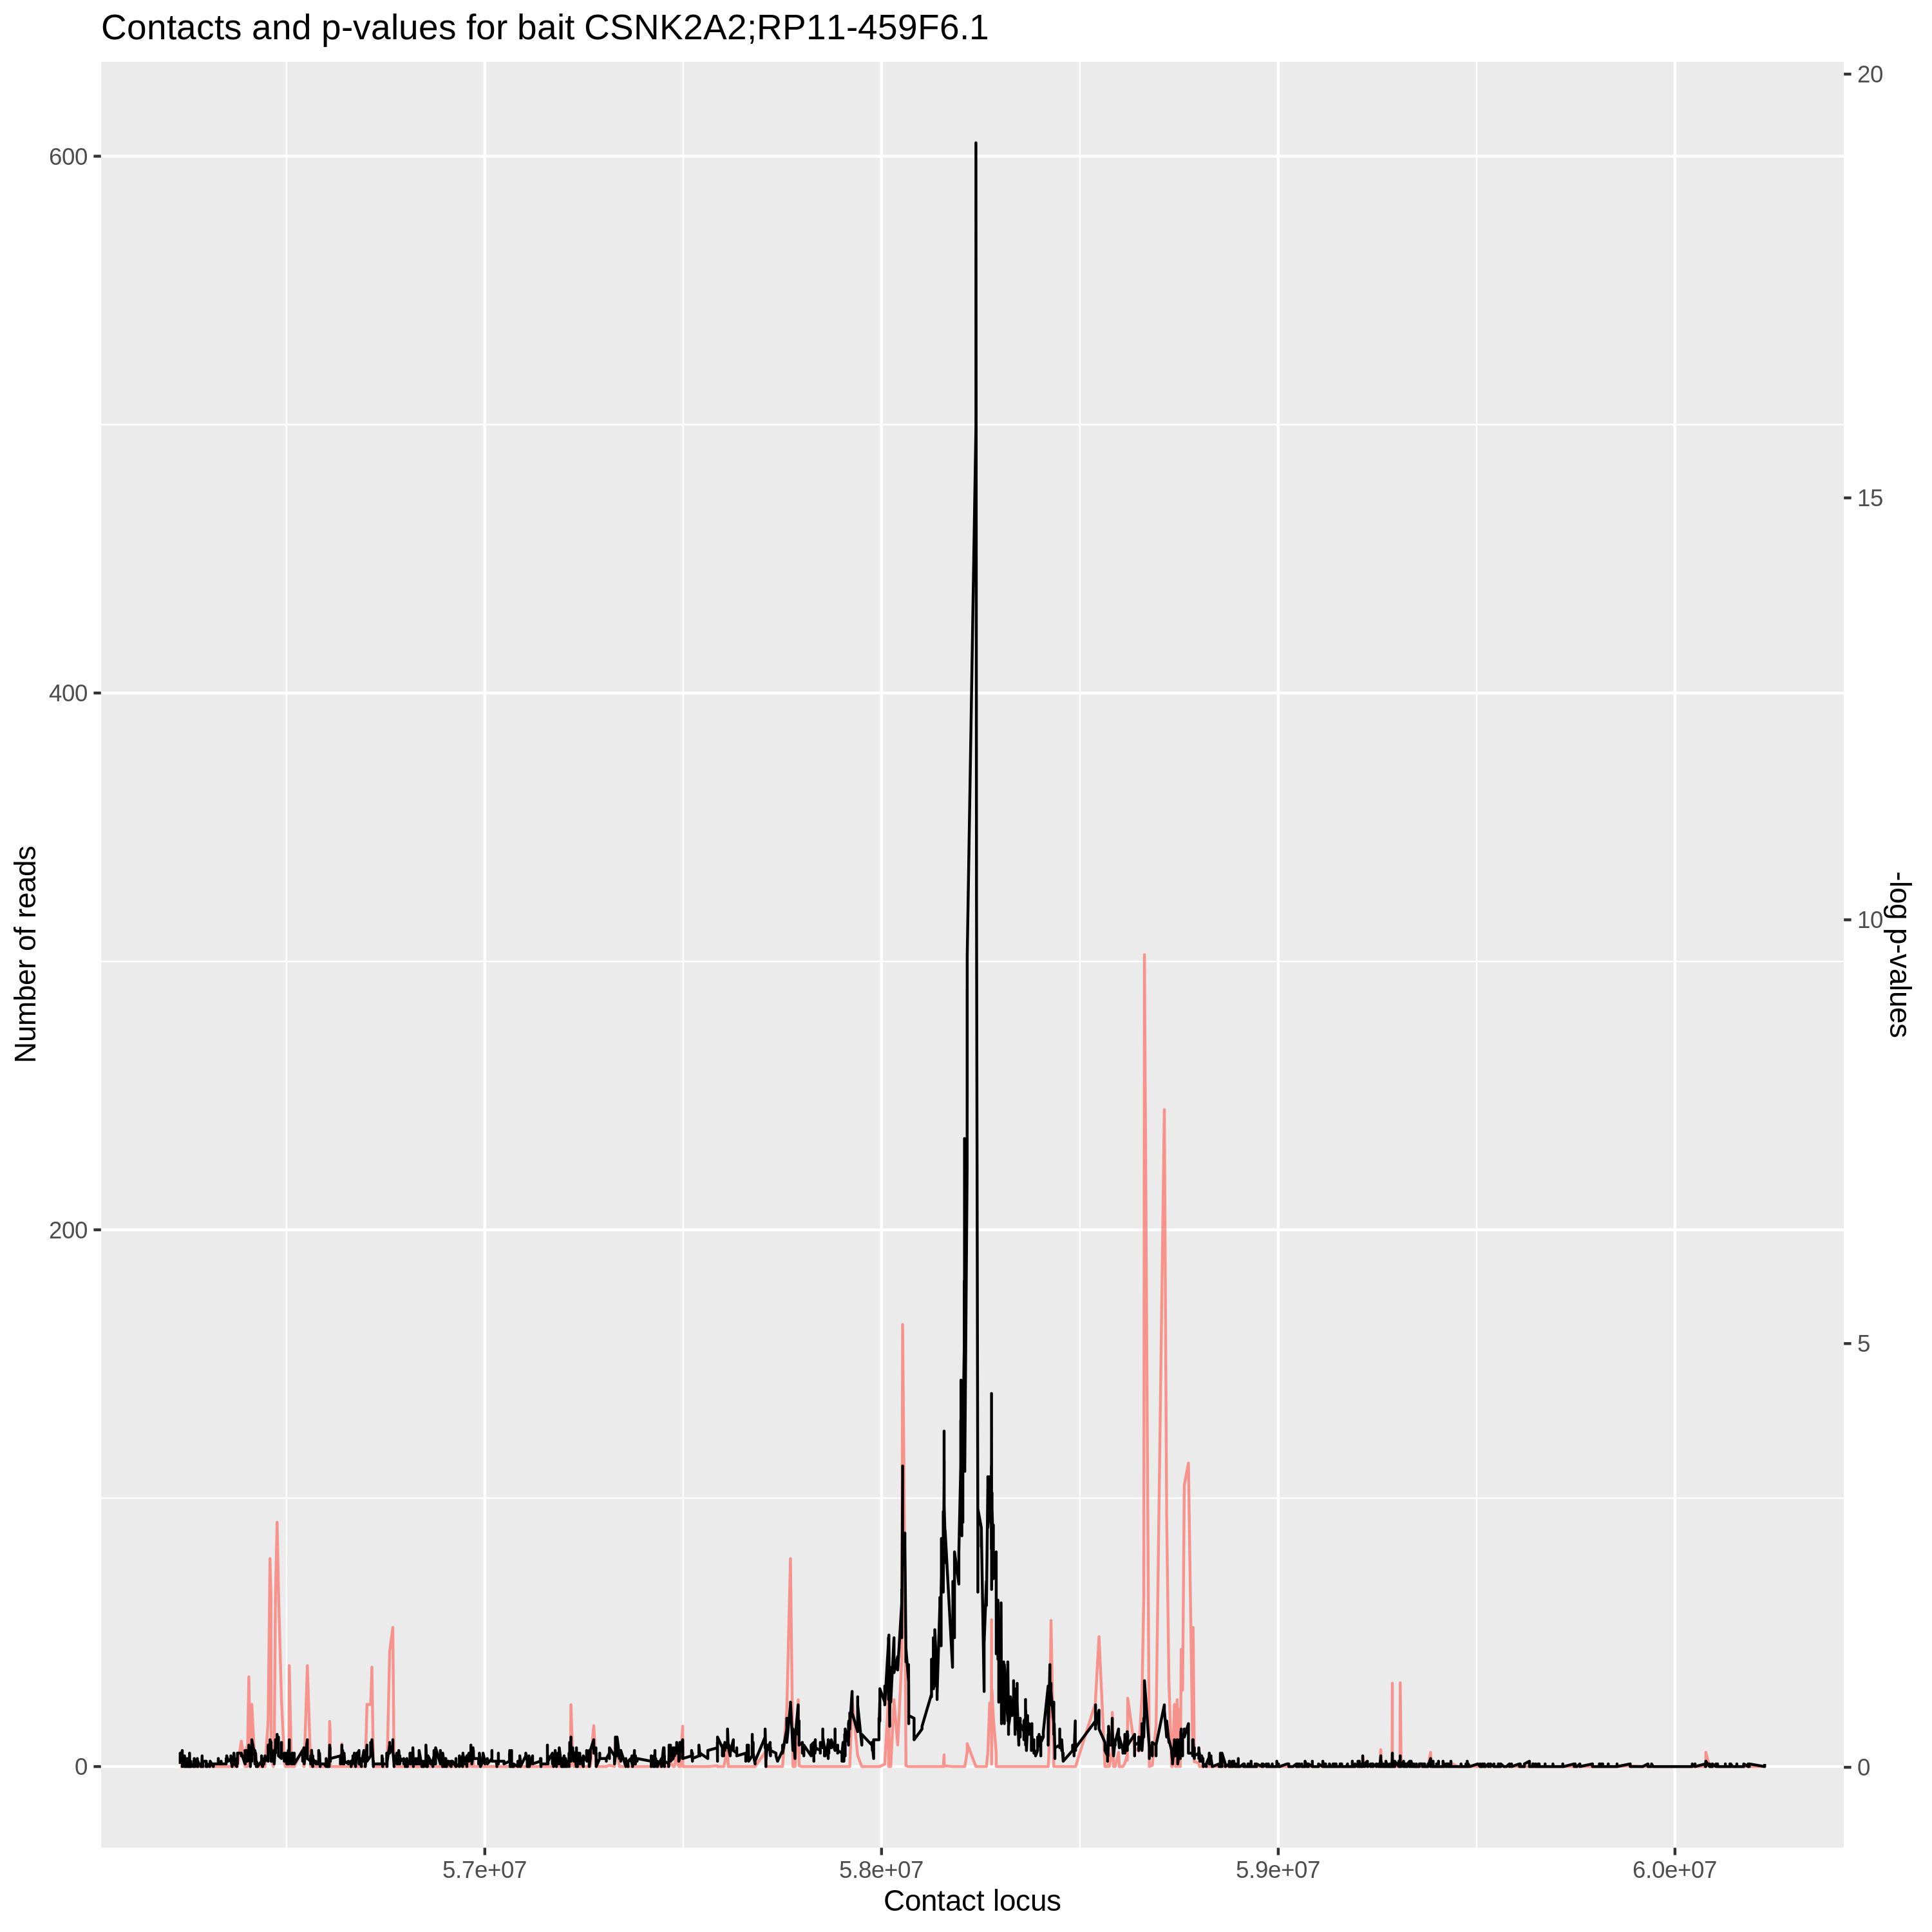 Contacts and p-values for bait CSNK2A2;RP11-459F6.1
20
600
15
400
10
Number of reads
-log p-values
200
5
0
0
5.7e+07
5.8e+07
5.9e+07
6.0e+07
Contact locus